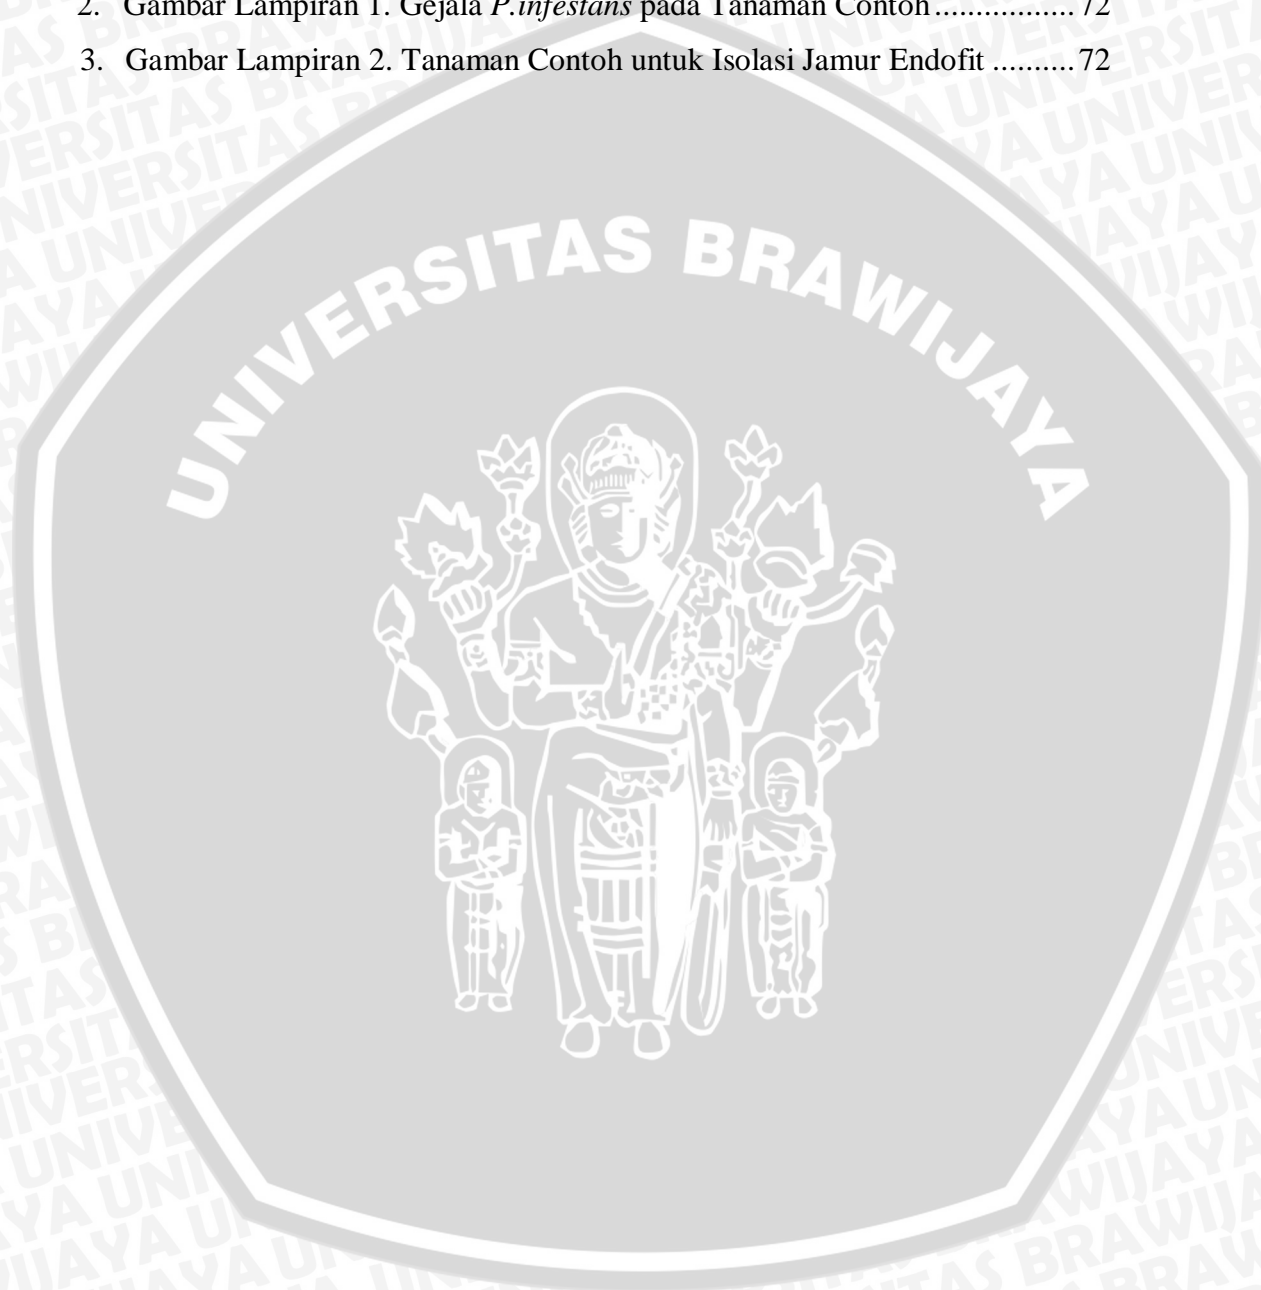 2. Gambar Lampiran 1. Gejala P.infestans pada Tanaman Contoh................. 72
3. Gambar Lampiran 2. Tanaman Contoh untuk Isolasi Jamur Endofit .......... 72
UNIVERSITAS BRAWIJAYA